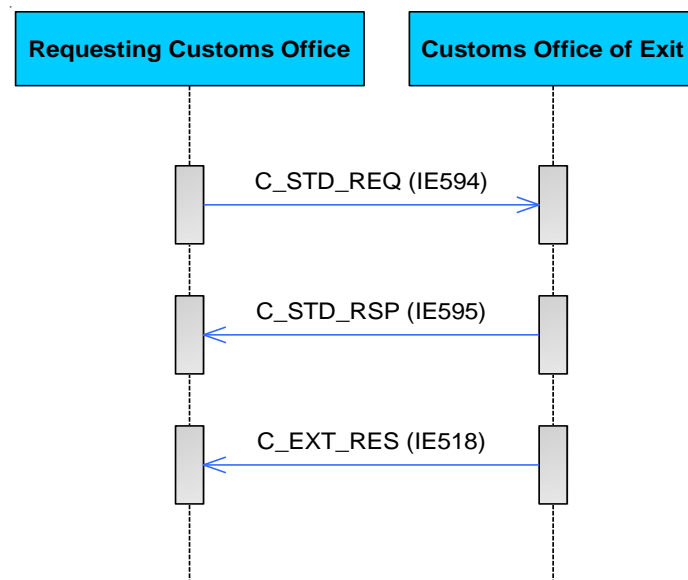 Requesting Customs Office
Customs Office of Exit
C_STD_REQ (IE594)
C_STD_RSP (IE595)
C_EXT_RES (IE518)